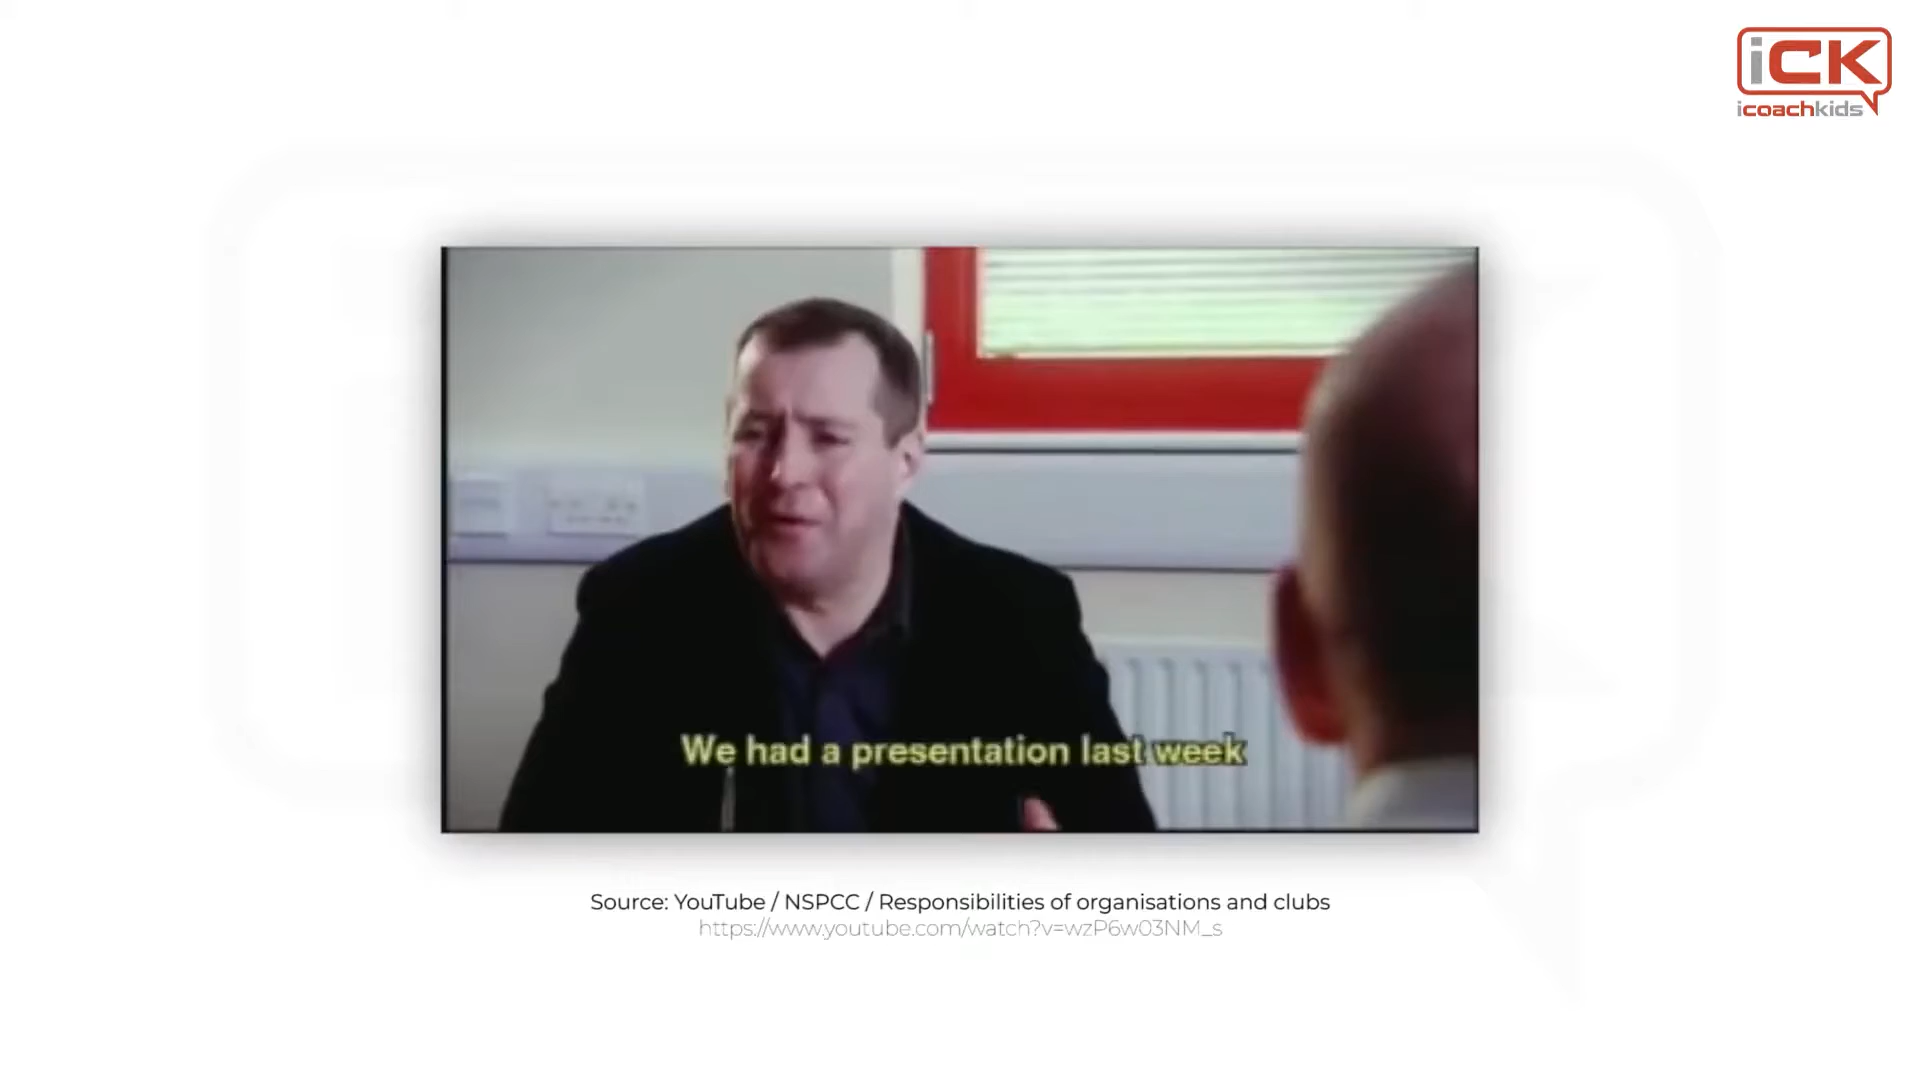 iCK
icoachkids
We had a presentation last week
Source: YouTube / NSPCC / Responsibilities of organisations and clubs
https://www.youtube.com/watch?v=wzP6w03NM_s